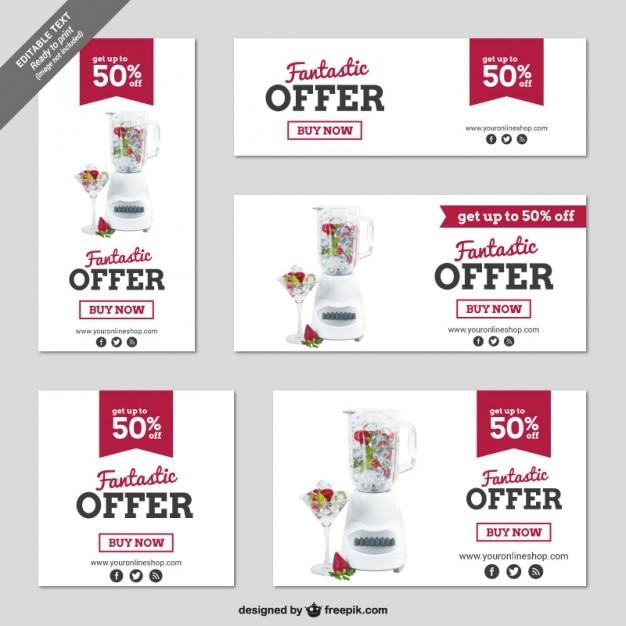 EDITABLE TEXT
Ready to print
(image not included)
get up to
50%
off
Fantastic
OFFER
BUY NOW
www.youronlineshop.com
Fantastic
OFFER
BUY NOW
get up to
50%
off
www.youronlineshop.com
get up to 50% off
Fantastic
OFFER
BUY NOW
www.youronlineshop.com
get up to
50%
off
Fantastic
OFFER
BUY NOW
www.youronlineshop.com
get up to
50%
off
Fantastic
OFFER
BUY NOW
www.youronlineshop.com
designed by freepik.com